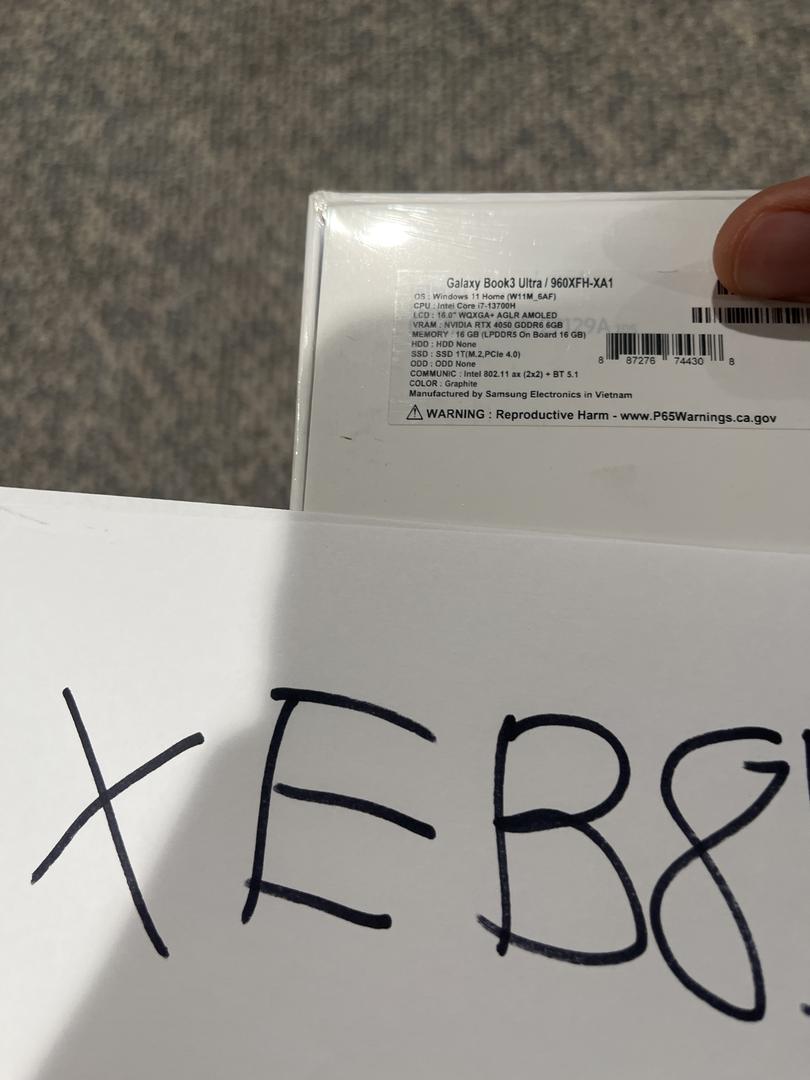 Galaxy Book3 Ultra / 960XFH-XA1
OS : Windows 11 Home (W11M_6AF)
CPU : Intel Core i7-13700H
LCD : 16.0" WQXGA+ AGLR AMOLED
VRAM : NVIDIA RTX 4050 GDDR6 6GB
MEMORY : 16 GB (LPDDR5 On Board 16 GB)
HDD : HDD None
SSD : SSD 1T(M.2,PCIe 4.0)
ODD : ODD None
COMMUNIC : Intel 802.11 ax (2x2) + BT 5.1
COLOR : Graphite
Manufactured by Samsung Electronics in Vietnam
8 87276 74430 8
WARNING : Reproductive Harm - www.P65Warnings.ca.gov
XEB8